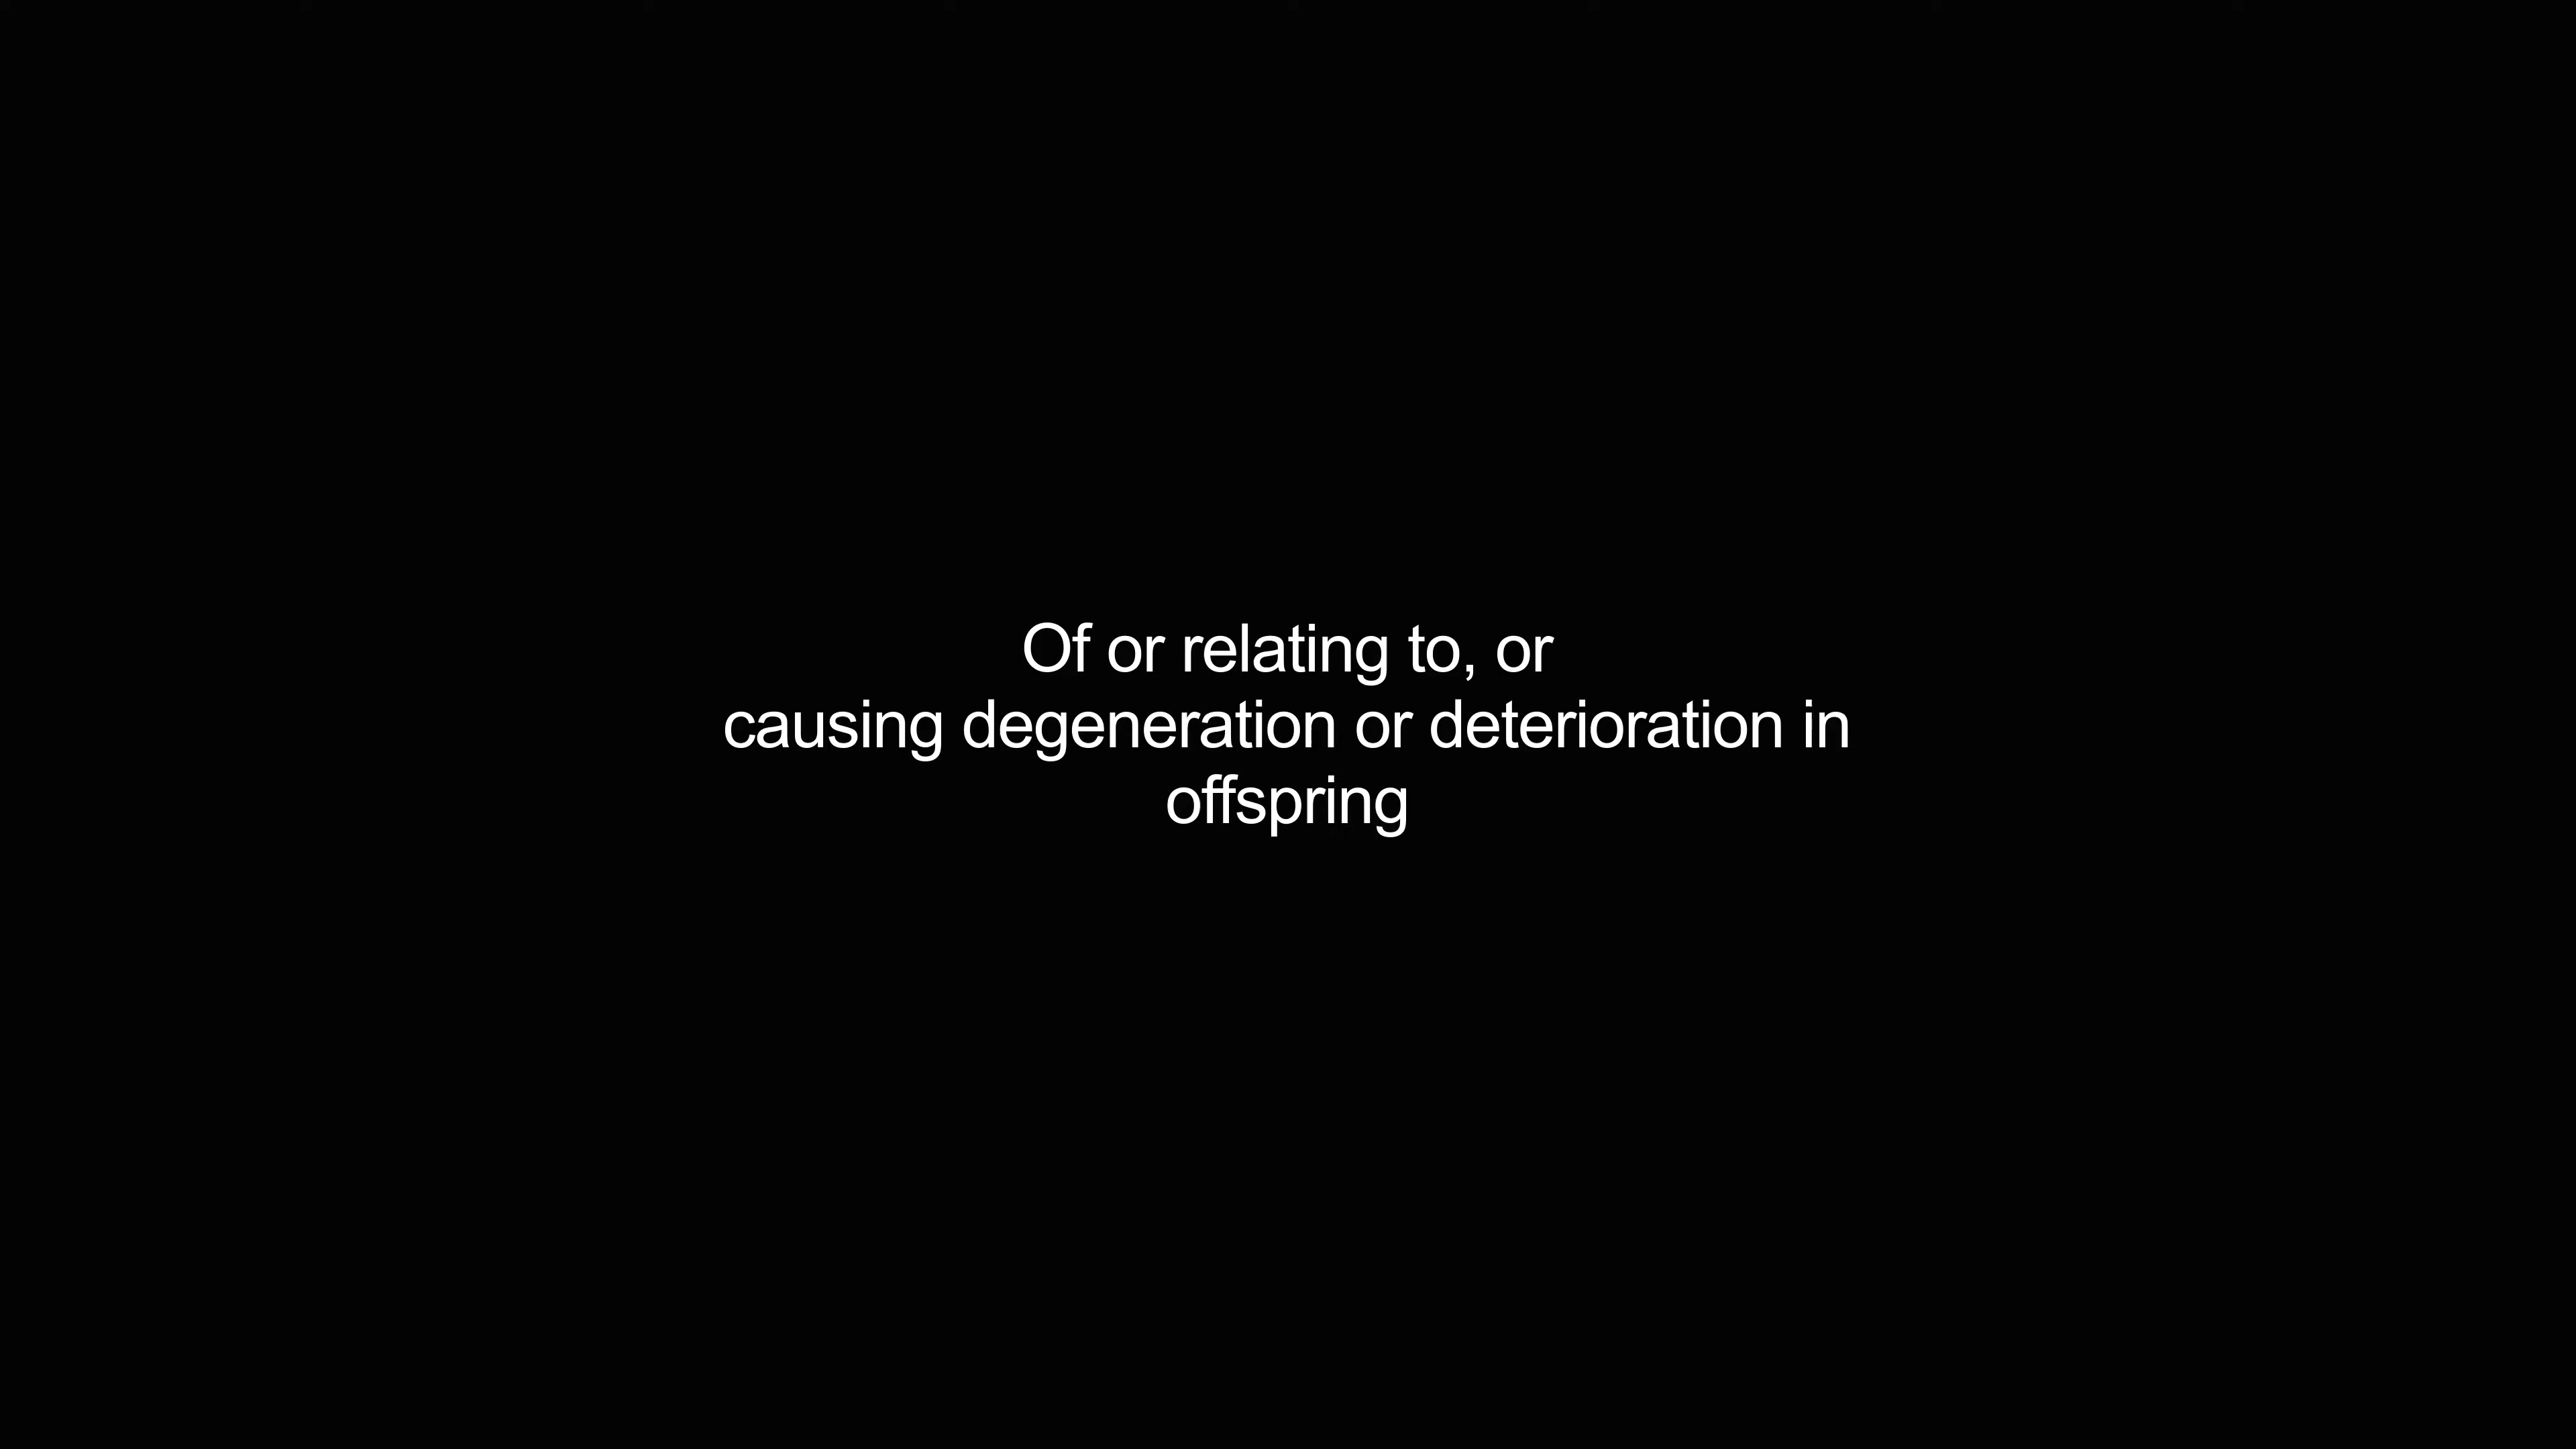 Of or relating to, or
causing degeneration or deterioration in
offspring